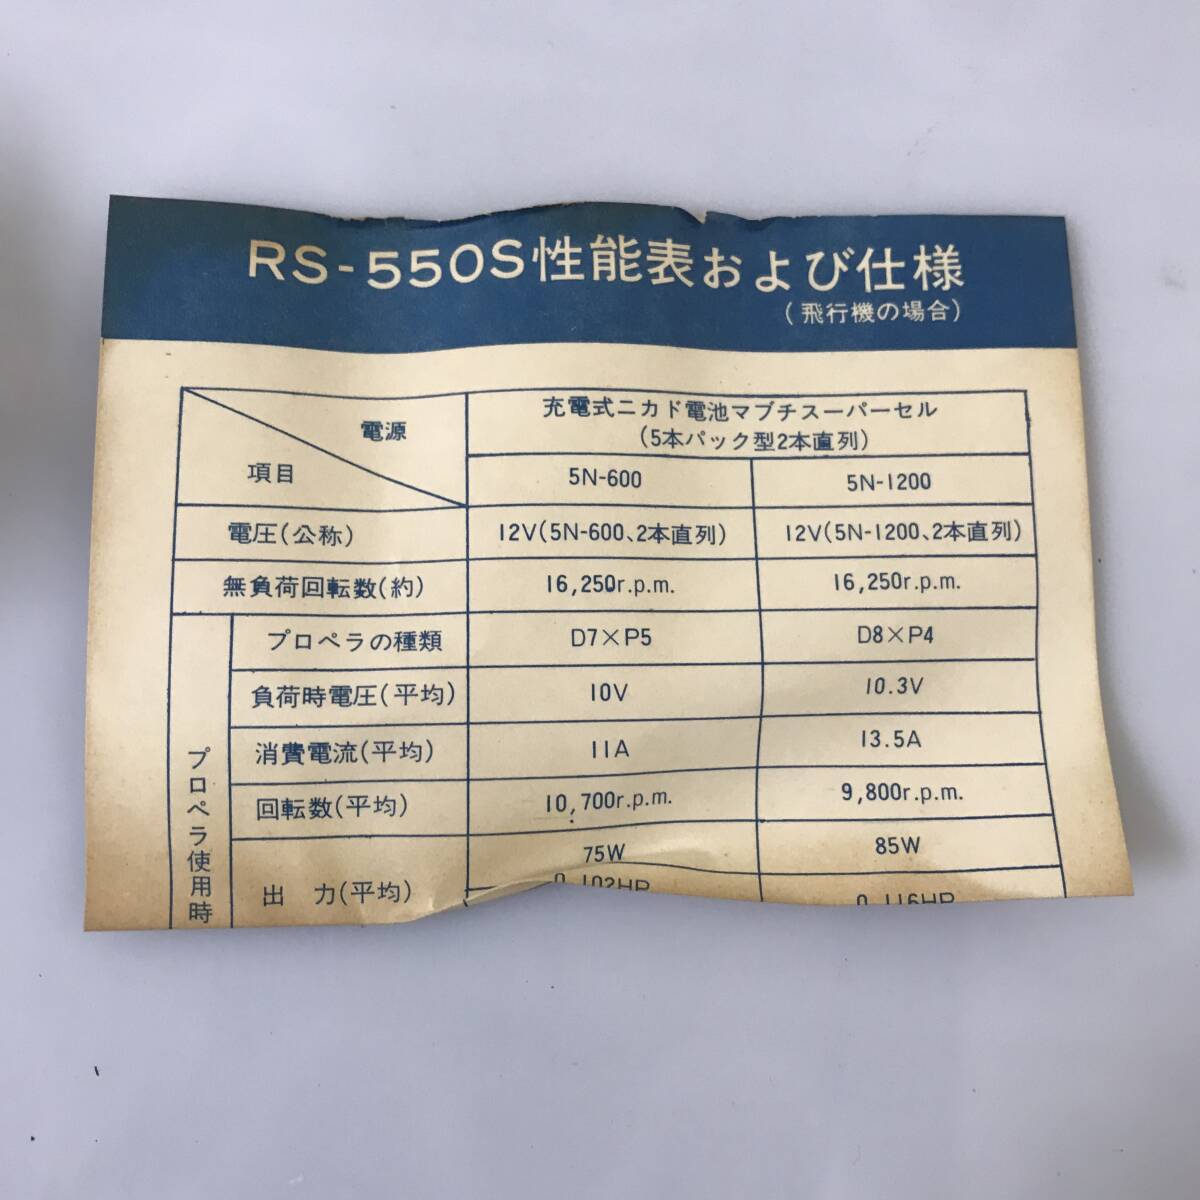 RS-550S性能表および仕様
(飛行機の場合)
電源
項目
充電式ニカド電池マブチスーパーセル
(5本パック型2本直列)
5N-600 5N-1200
電圧(公称) 12V(5N-600、2本直列) 12V(5N-1200、2本直列)
無負荷回転数(約) 16,250r.p.m. 16,250r.p.m.
プロペラ使用時
プロペラの種類 D7×P5 D8×P4
負荷時電圧(平均) 10V 10.3V
消費電流(平均) 11A 13.5A
回転数(平均) 10,700r.p.m. 9,800r.p.m.
出 力(平均) 75W 85W
0.102HP 0.116HP